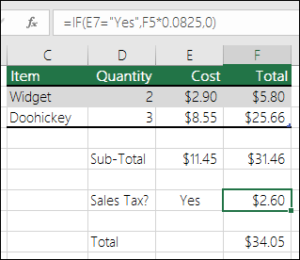 fx =IF(E7="Yes",F5*0.0825,0)
C D E F
Item Quantity Cost Total
Widget 2 $2.90 $5.80
Doohickey 3 $8.55 $25.66
Sub-Total $11.45 $31.46
Sales Tax? Yes $2.60
Total $34.05